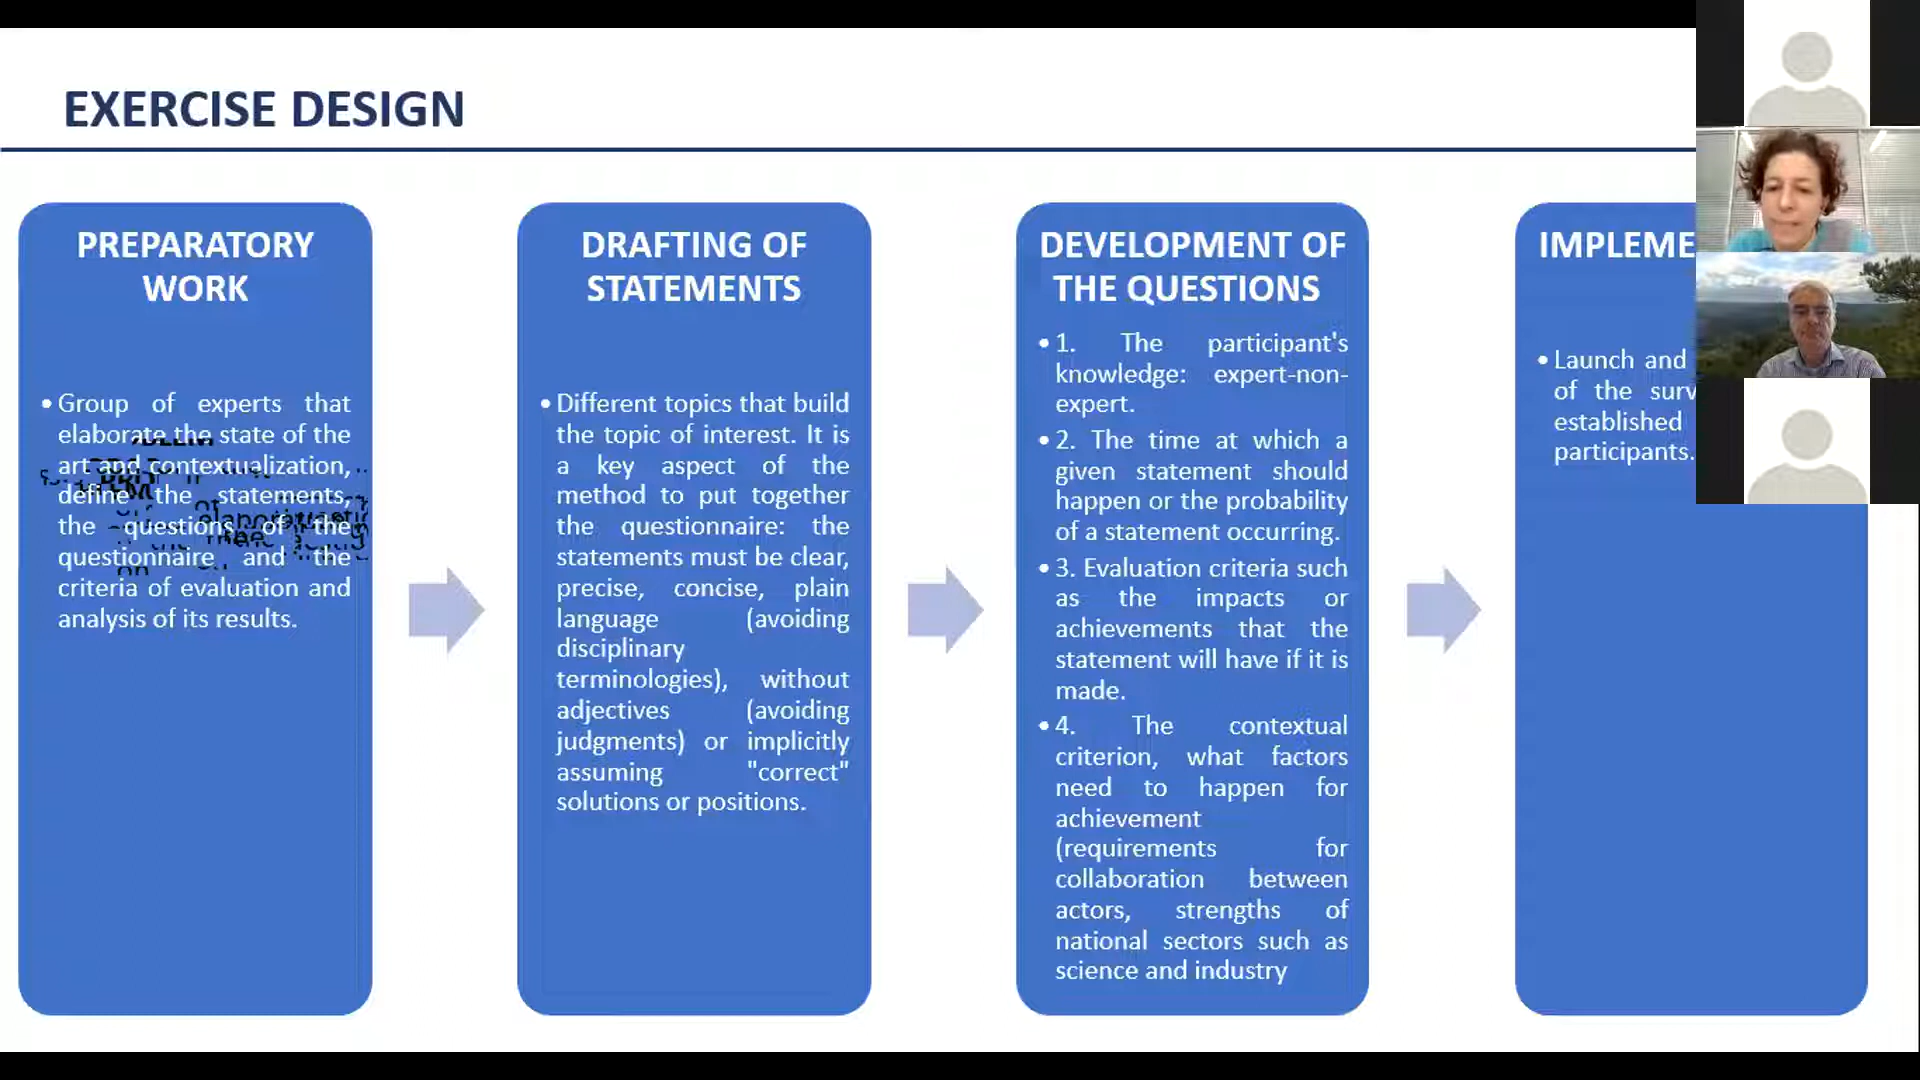 EXERCISE DESIGN
PREPARATORY
WORK
• Group of experts that
elaborate the state of the
art and contextualization,
define the statements,
the questions of the
questionnaire and the
criteria of evaluation and
analysis of its results.
DRAFTING OF
STATEMENTS
• Different topics that build
the topic of interest. It is
a key aspect of the
method to put together
the questionnaire: the
statements must be clear,
precise, concise, plain
language (avoiding
disciplinary
terminologies), without
adjectives (avoiding
judgments) or implicitly
assuming "correct"
solutions or positions.
DEVELOPMENT OF
THE QUESTIONS
• 1. The participant's
knowledge: expert-non-
expert.
• 2. The time at which a
given statement should
happen or the probability
of a statement occurring.
• 3. Evaluation criteria such
as the impacts or
achievements that the
statement will have if it is
made.
• 4. The contextual
criterion, what factors
need to happen for
achievement
(requirements for
collaboration between
actors, strengths of
national sectors such as
science and industry
IMPLEME
• Launch and
of the surv
established
participants.